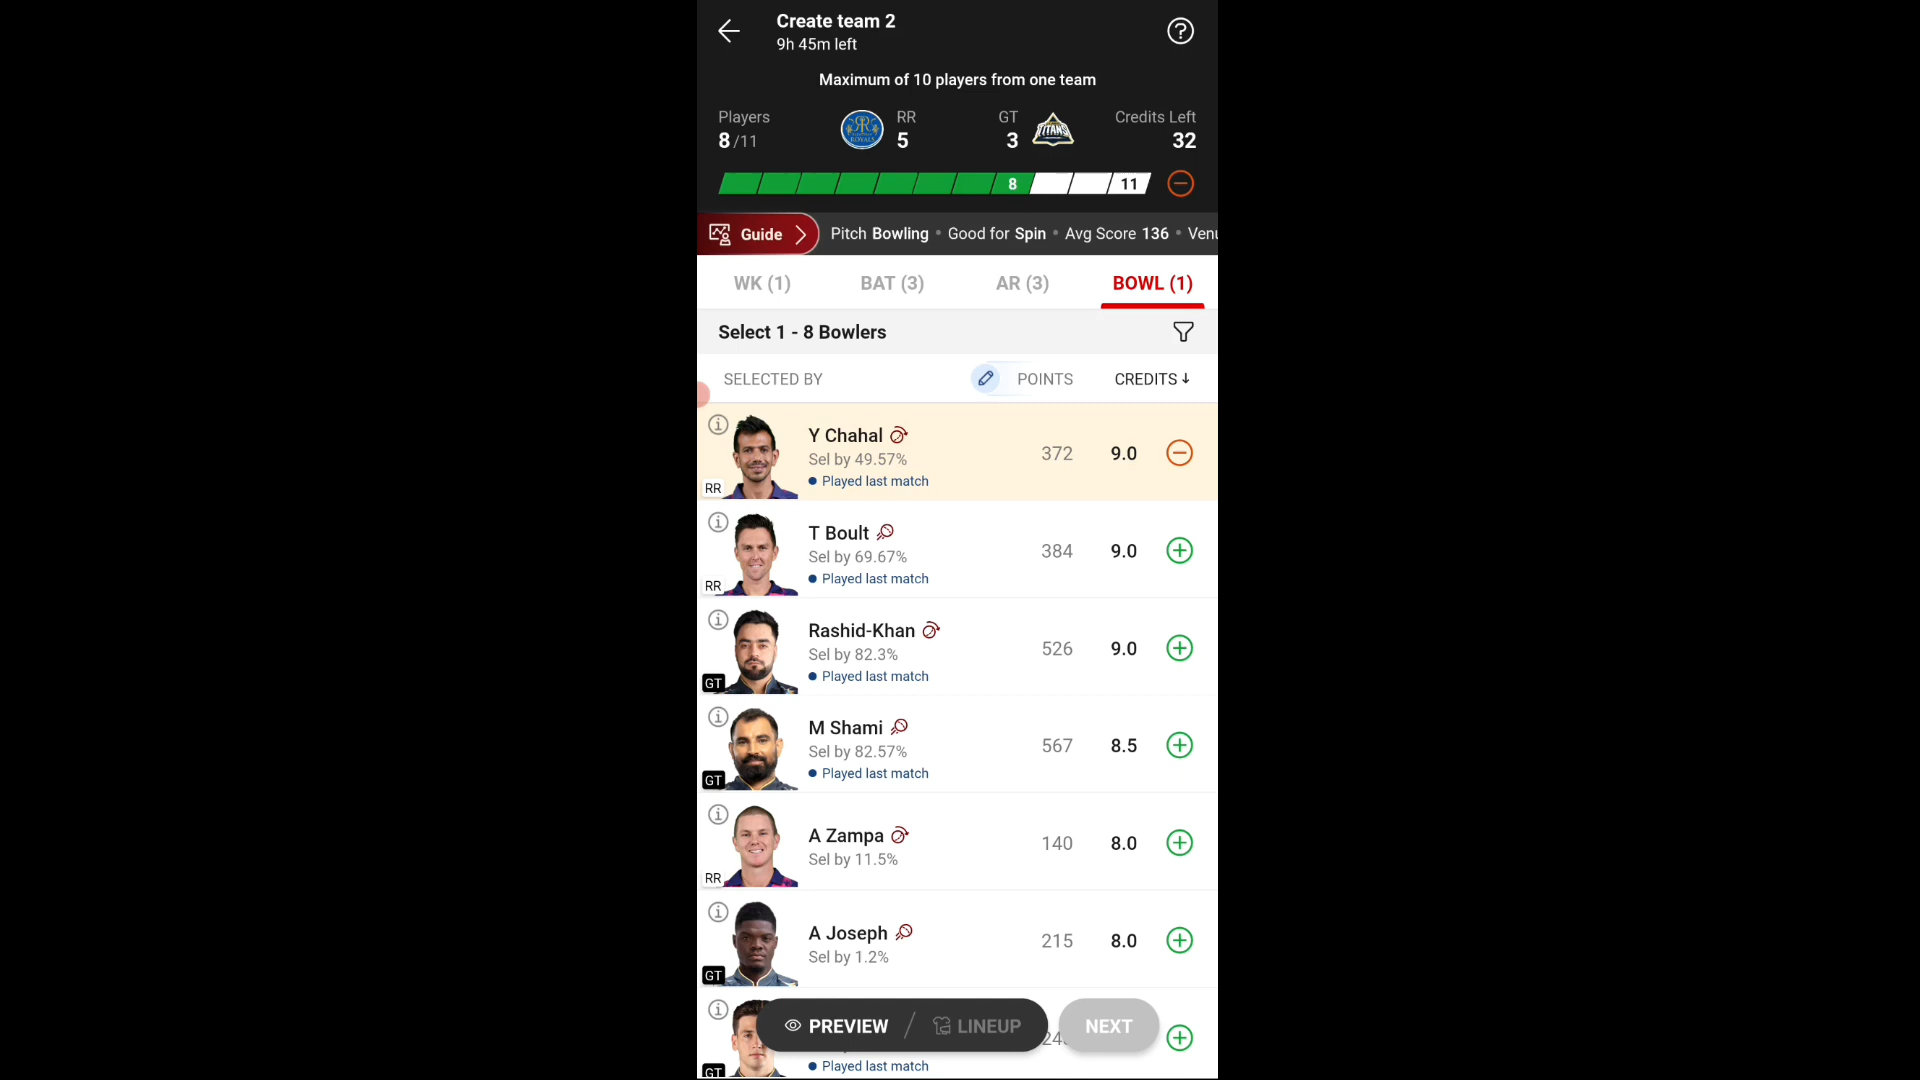 Create team 2
9h 45m left
Maximum of 10 players from one team
Players
RR
GT
Credits Left
8/11
5
3
TITANS
32
8
11
Guide
Pitch Bowling • Good for Spin • Avg Score 136 • Venu
WK (1)
BAT (3)
AR (3)
BOWL (1)
Select 1 - 8 Bowlers
SELECTED BY
POINTS
CREDITS
Y Chahal
Sel by 49.57%
Played last match
RR
372
9.0
T Boult
Sel by 69.67%
Played last match
RR
384
9.0
Rashid-Khan
Sel by 82.3%
Played last match
GT
526
9.0
M Shami
Sel by 82.57%
Played last match
GT
567
8.5
A Zampa
Sel by 11.5%
RR
140
8.0
A Joseph
Sel by 1.2%
GT
215
8.0
PREVIEW
LINEUP
NEXT
Played last match
GT